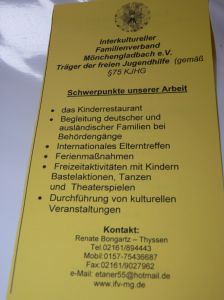 Interkultureller
Familienverband
Mönchengladbach e.V.
Träger der freien Jugendhilfe (gemäß
§75 KJHG
Schwerpunkte unserer Arbeit
• das Kinderrestaurant
• Begleitung deutscher und
ausländischer Familien bei
Behördengänge
• Internationales Elterntreffen
• Ferienmaßnahmen
• Freizeitaktivitäten mit Kindern
Bastelaktionen, Tanzen
und Theaterspielen
• Durchführung von kulturellen
Veranstaltungen
Kontakt:
Renate Bongartz – Thyssen
Tel.02161/894443
Mobil:0157-75436687
Fax:02161/9027962
e-Mail: etaner55@hotmail.de
www.ifv-mg.de